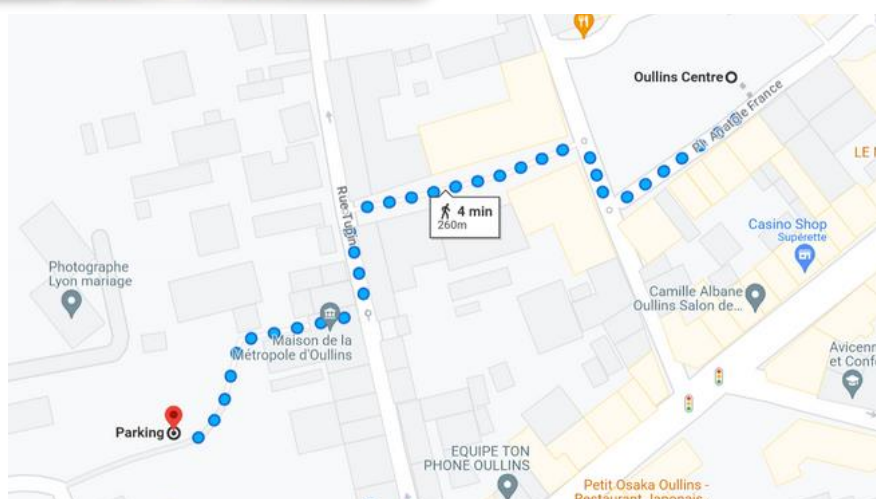 Oullins Centre
Pl. Anatole France
LE
Rue Tupin
4 min
260m
Casino Shop
Supérette
Photographe
Lyon mariage
Camille Albane
Oullins Salon de...
Maison de la
Métropole d'Oullins
Avicenn
et Confé
Parking
EQUIPE TON
PHONE OULLINS
Petit Osaka Oullins -
Restaurant Japonais